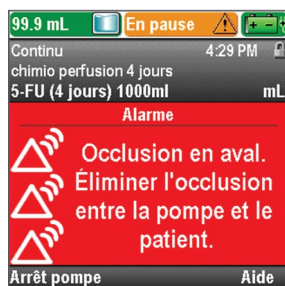 99.9 mL En pause
Continu 4:29 PM
chimio perfusion 4 jours
5-FU (4 jours) 1000ml mL
Alarme
Occlusion en aval.
Éliminer l'occlusion
entre la pompe et le
patient.
Arrêt pompe Aide